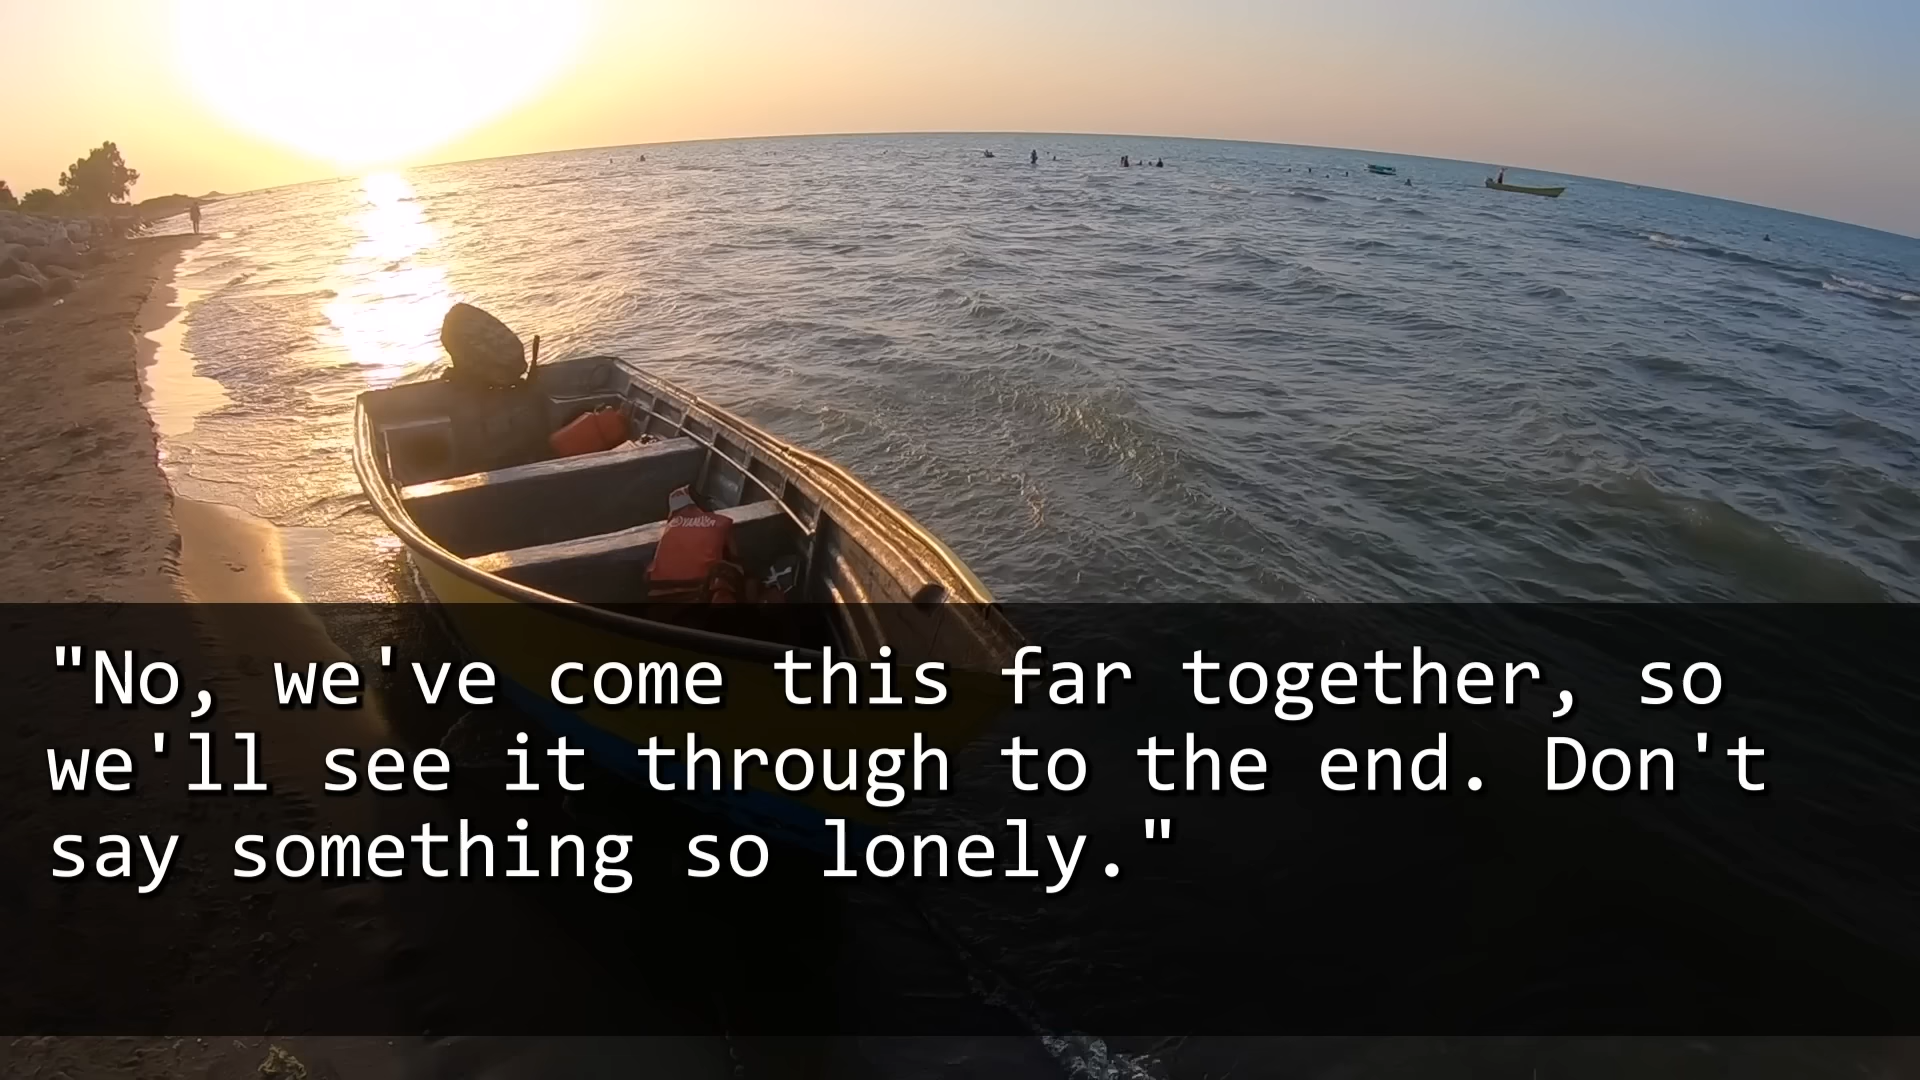 "No, we've come this far together, so
we'll see it through to the end. Don't
say something so lonely."